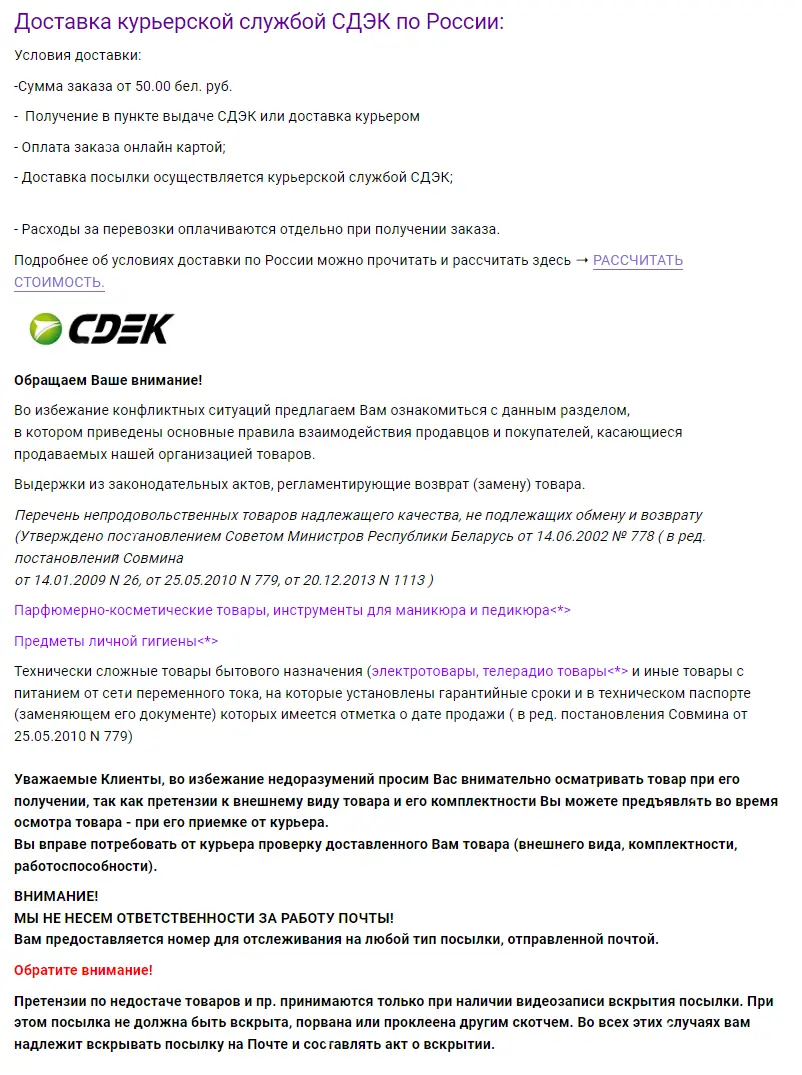 Доставка курьерской службой СДЭК по России:
Условия доставки:
-Сумма заказа от 50.00 бел. руб.
- Получение в пункте выдаче СДЭК или доставка курьером
- Оплата заказа онлайн картой;
- Доставка посылки осуществляется курьерской службой СДЭК;
- Расходы за перевозки оплачиваются отдельно при получении заказа.
Подробнее об условиях доставки по России можно прочитать и рассчитать здесь → РАССЧИТАТЬ
СТОИМОСТЬ.
CDEK
Обращаем Ваше внимание!
Во избежание конфликтных ситуаций предлагаем Вам ознакомиться с данным разделом,
в котором приведены основные правила взаимодействия продавцов и покупателей, касающиеся
продаваемых нашей организацией товаров.
Выдержки из законодательных актов, регламентирующие возврат (замену) товара.
Перечень непродовольственных товаров надлежащего качества, не подлежащих обмену и возврату
(Утверждено постановлением Советом Министров Республики Беларусь от 14.06.2002 № 778 ( в ред.
постановлений Совмина
от 14.01.2009 N 26, от 25.05.2010 N 779, от 20.12.2013 N 1113 )
Парфюмерно-косметические товары, инструменты для маникюра и педикюра<*>
Предметы личной гигиены<*>
Технически сложные товары бытового назначения (электротовары, телерадио товары<*> и иные товары с
питанием от сети переменного тока, на которые установлены гарантийные сроки и в техническом паспорте
(заменяющем его документе) которых имеется отметка о дате продажи ( в ред. постановления Совмина от
25.05.2010 N 779)
Уважаемые Клиенты, во избежание недоразумений просим Вас внимательно осматривать товар при его
получении, так как претензии к внешнему виду товара и его комплектности Вы можете предъявлять во время
осмотра товара - при его приемке от курьера.
Вы вправе потребовать от курьера проверку доставленного Вам товара (внешнего вида, комплектности,
работоспособности).
ВНИМАНИЕ!
МЫ НЕ НЕСЕМ ОТВЕТСТВЕННОСТИ ЗА РАБОТУ ПОЧТЫ!
Вам предоставляется номер для отслеживания на любой тип посылки, отправленной почтой.
Обратите внимание!
Претензии по недостаче товаров и пр. принимаются только при наличии видеозаписи вскрытия посылки. При
этом посылка не должна быть вскрыта, порвана или проклеена другим скотчем. Во всех этих случаях вам
надлежит вскрывать посылку на Почте и составлять акт о вскрытии.